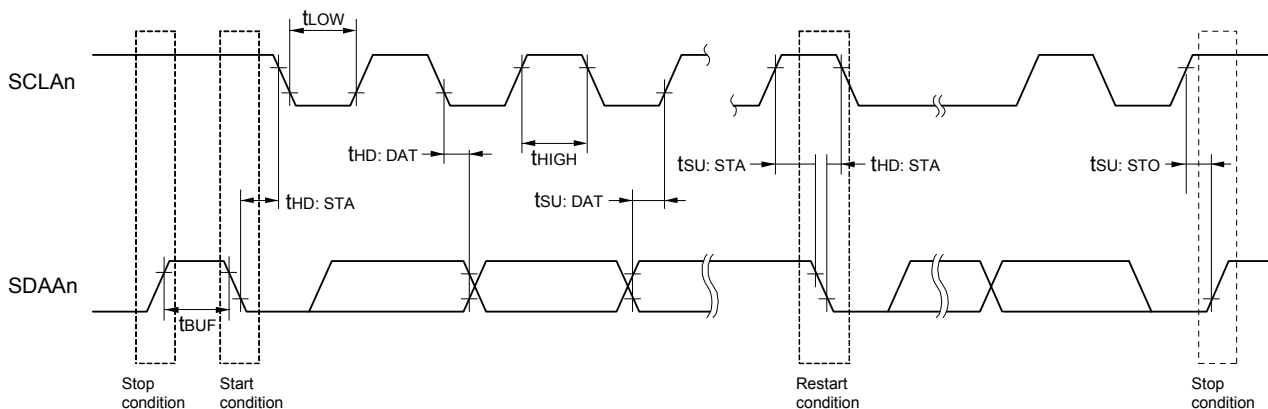 tLOW
SCLAn
tHD: DAT
tHIGH
tSU: STA
tHD: STA
tSU: STO
tHD: STA
tSU: DAT
SDAAn
tBUF
Stop
condition
Start
condition
Restart
condition
Stop
condition